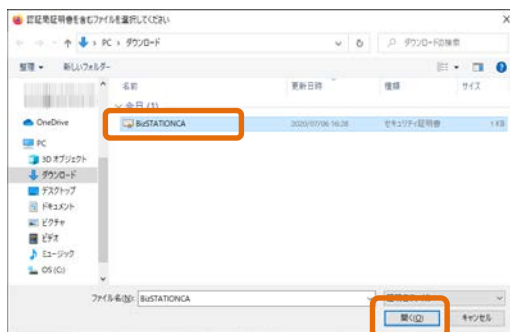 認証局証明書を含むファイルを選択してください
PC › ダウンロード
ダウンロードの検索
整理
新しいフォルダー
名前
更新日時
種類
サイズ
今日 (1)
BizSTATIONCA
2020/07/06 16:28
セキュリティ証明書
1 KB
OneDrive
PC
3D オブジェクト
ダウンロード
デスクトップ
ドキュメント
ピクチャ
ビデオ
ミュージック
OS (C:)
ファイル名(N):
BizSTATIONCA
開く(O)
キャンセル